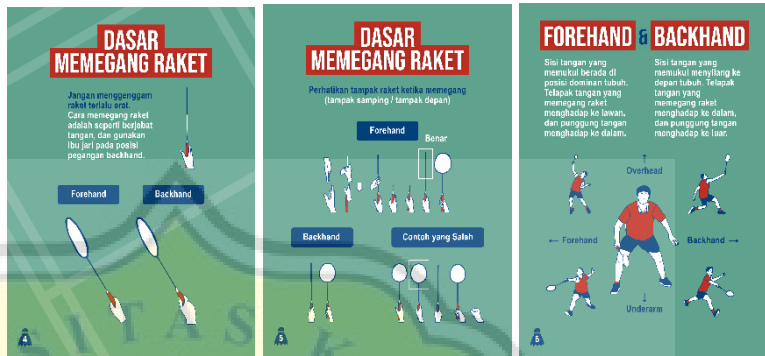 DASAR
MEMEGANG RAKET
Jangan menggenggam
raket terlalu erat.
Cara memegang raket
adalah seperti berjabat
tangan, dan gunakan
ibu jari pada posisi
pegangan backhand.
Forehand
Backhand
4
DASAR
MEMEGANG RAKET
Perhatikan tampak raket ketika memegang
(tampak samping / tampak depan)
Forehand
Benar
Backhand
Contoh yang Salah
5
FOREHAND & BACKHAND
Sisi tangan yang
memukul berada di
posisi dominan tubuh.
Telapak tangan yang
memegang raket
menghadap ke lawan,
dan punggung tangan
menghadap ke dalam.
Sisi tangan yang
memukul menyilang ke
depan tubuh. Telapak
tangan yang
memegang raket
menghadap ke dalam,
dan punggung tangan
menghadap ke luar.
Overhead
← Forehand
Backhand →
Underarm
6
SITAS